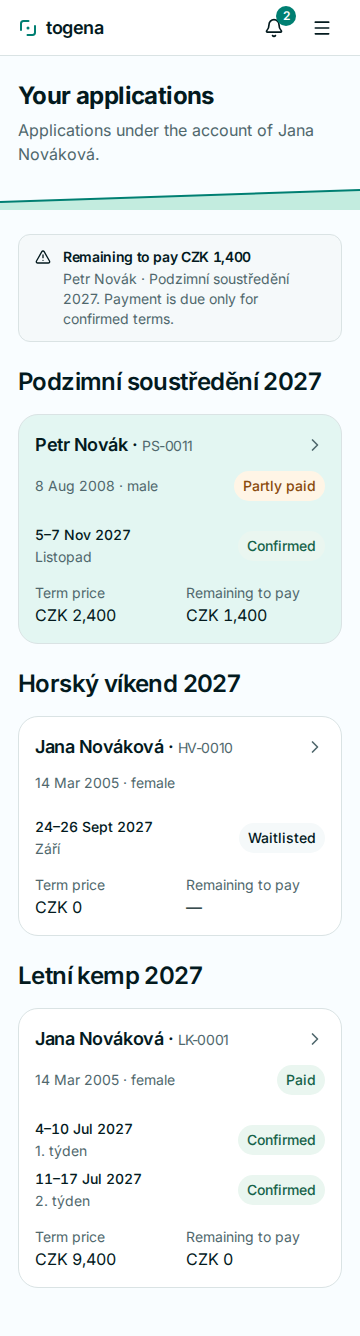 togena
2
Your applications
Applications under the account of Jana
Nováková.
Remaining to pay CZK 1,400
Petr Novák · Podzimní soustředění
2027. Payment is due only for
confirmed terms.
Podzimní soustředění 2027
Petr Novák · PS-0011
8 Aug 2008 · male
Partly paid
5–7 Nov 2027
Listopad
Confirmed
Term price
Remaining to pay
CZK 2,400
CZK 1,400
Horský víkend 2027
Jana Nováková · HV-0010
14 Mar 2005 · female
24–26 Sept 2027
Září
Waitlisted
Term price
Remaining to pay
CZK 0
—
Letní kemp 2027
Jana Nováková · LK-0001
14 Mar 2005 · female
Paid
4–10 Jul 2027
1. týden
Confirmed
11–17 Jul 2027
2. týden
Confirmed
Term price
Remaining to pay
CZK 9,400
CZK 0